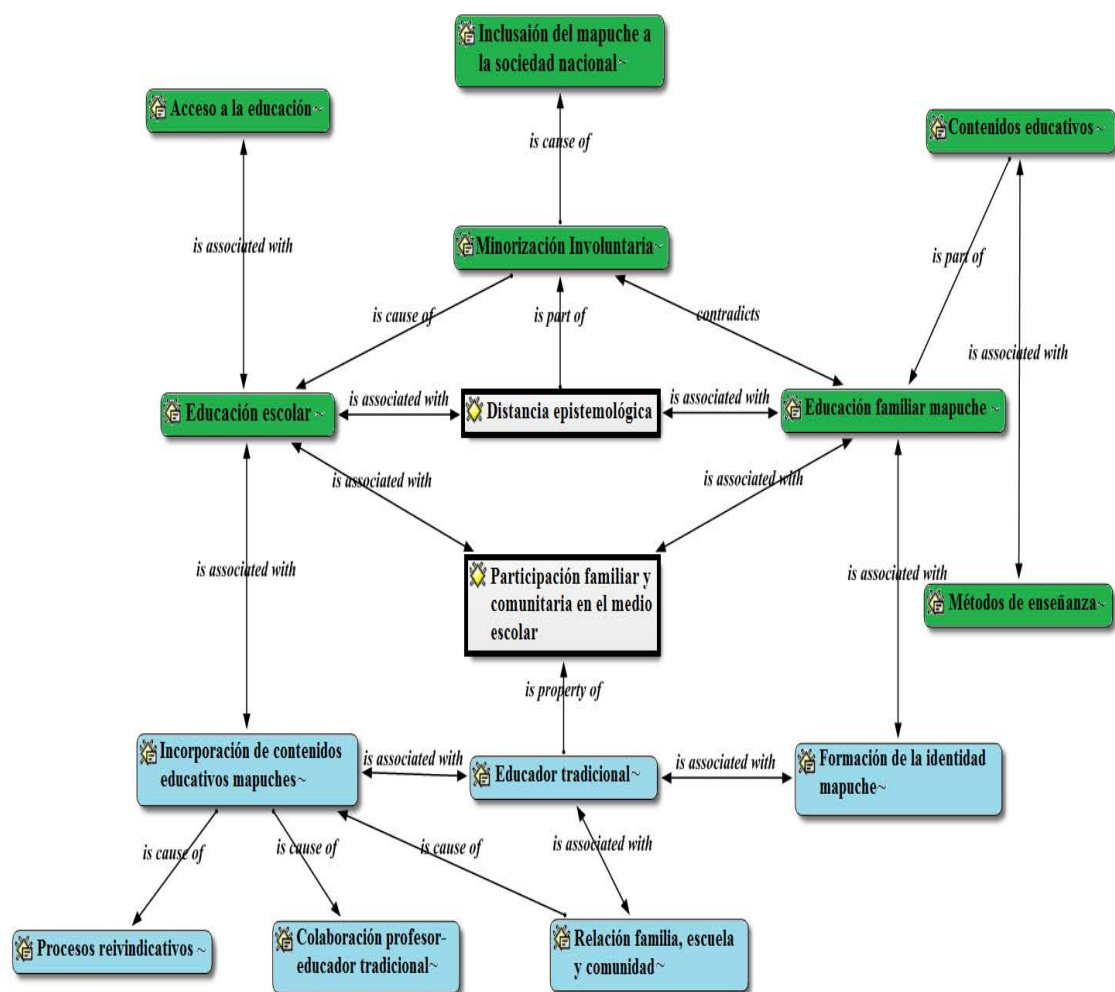 Inclusaión del mapuche a
la sociedad nacional~
Acceso a la educación~
Contenidos educativos~
is cause of
is associated with
Minorización Involuntaria~
is part of
is cause of
is part of
contradicts
is associated with
Educación escolar ~
is associated with
Distancia epistemológica
is associated with
Educación familiar mapuche ~
is associated with
is associated with
is associated with
is associated with
Participación familiar y
comunitaria en el medio
escolar
Métodos de enseñanza~
is property of
Incorporación de contenidos
educativos mapuches~
is associated with
Educador tradicional~
is associated with
Formación de la identidad
mapuche~
is cause of
is cause of
is cause of
is associated with
Procesos reivindicativos ~
Colaboración profesor-
educador tradicional~
Relación familia, escuela
y comunidad~